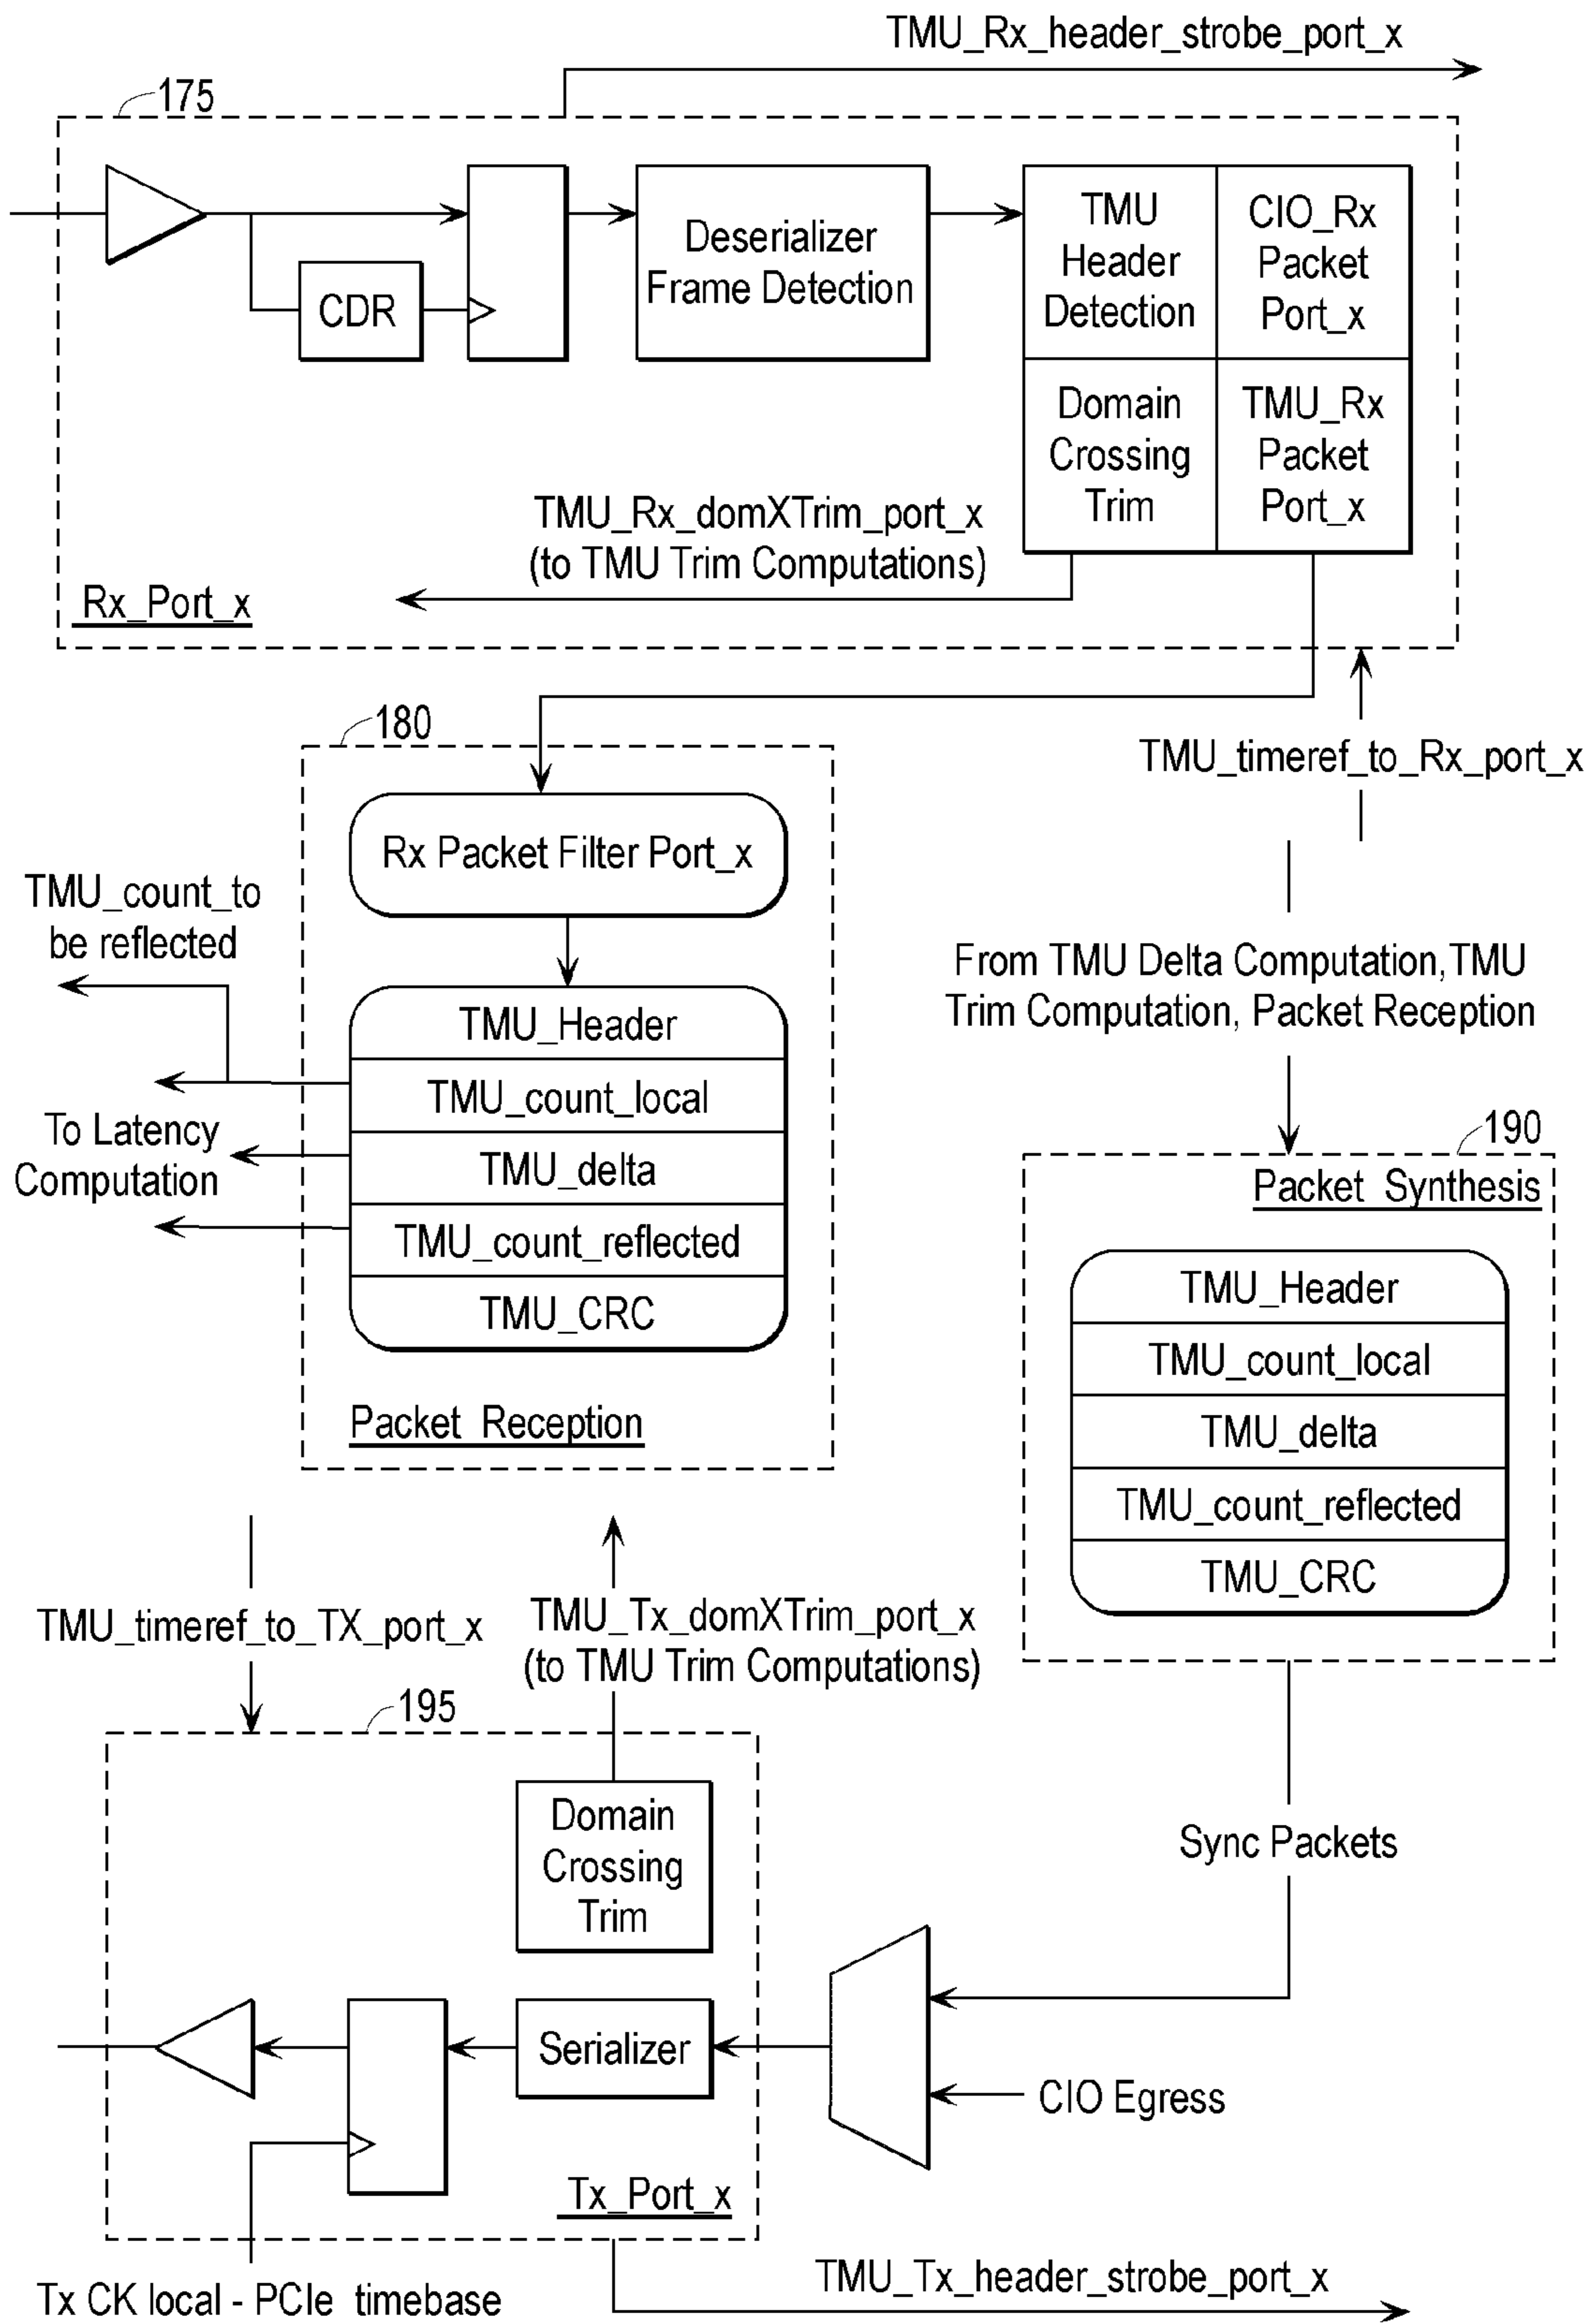 TMU_Rx_header_strobe_port_x
175
CDR
Deserializer
Frame Detection
TMU
Header
Detection
CIO_Rx
Packet
Port_x
Domain
Crossing
Trim
TMU_Rx
Packet
Port_x
TMU_Rx_domXTrim_port_x
(to TMU Trim Computations)
Rx_Port_x
180
TMU_timeref_to_Rx_port_x
Rx Packet Filter Port_x
TMU_count_to
be reflected
From TMU Delta Computation,TMU
Trim Computation, Packet Reception
TMU_Header
TMU_count_local
TMU_delta
TMU_count_reflected
TMU_CRC
To Latency
Computation
Packet_Reception
190
Packet_Synthesis
TMU_Header
TMU_count_local
TMU_delta
TMU_count_reflected
TMU_CRC
TMU_timeref_to_TX_port_x
TMU_Tx_domXTrim_port_x
(to TMU Trim Computations)
195
Domain
Crossing
Trim
Sync Packets
Serializer
CIO Egress
Tx_Port_x
Tx CK local - PCIe timebase
TMU_Tx_header_strobe_port_x